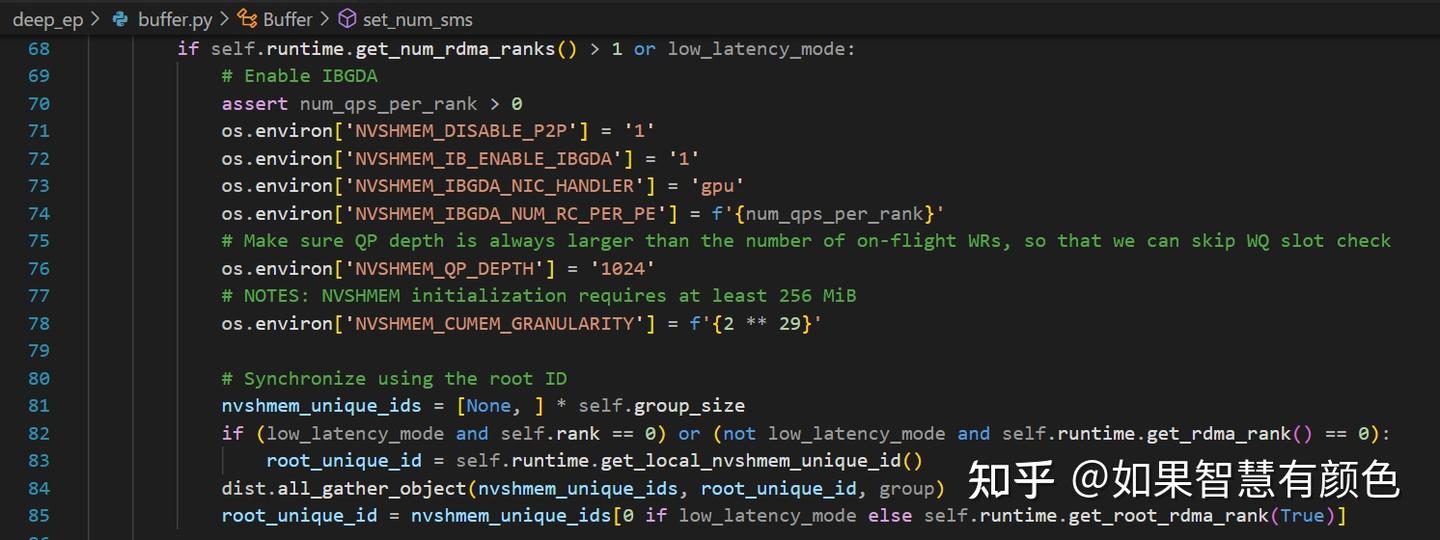 deep_ep > buffer.py > Buffer > set_num_sms
68 if self.runtime.get_num_rdma_ranks() > 1 or low_latency_mode:
69 # Enable IBGDA
70 assert num_qps_per_rank > 0
71 os.environ['NVSHMEM_DISABLE_P2P'] = '1'
72 os.environ['NVSHMEM_IB_ENABLE_IBGDA'] = '1'
73 os.environ['NVSHMEM_IBGDA_NIC_HANDLER'] = 'gpu'
74 os.environ['NVSHMEM_IBGDA_NUM_RC_PER_PE'] = f'{num_qps_per_rank}'
75 # Make sure QP depth is always larger than the number of on-flight WRs, so that we can skip WQ slot check
76 os.environ['NVSHMEM_QP_DEPTH'] = '1024'
77 # NOTES: NVSHMEM initialization requires at least 256 MiB
78 os.environ['NVSHMEM_CUMEM_GRANULARITY'] = f'{2 ** 29}'
79
80 # Synchronize using the root ID
81 nvshmem_unique_ids = [None, ] * self.group_size
82 if (low_latency_mode and self.rank == 0) or (not low_latency_mode and self.runtime.get_rdma_rank() == 0):
83 root_unique_id = self.runtime.get_local_nvshmem_unique_id()
84 dist.all_gather_object(nvshmem_unique_ids, root_unique_id, group)
85 root_unique_id = nvshmem_unique_ids[0 if low_latency_mode else self.runtime.get_root_rdma_rank(True)]
知乎 @如果智慧有颜色